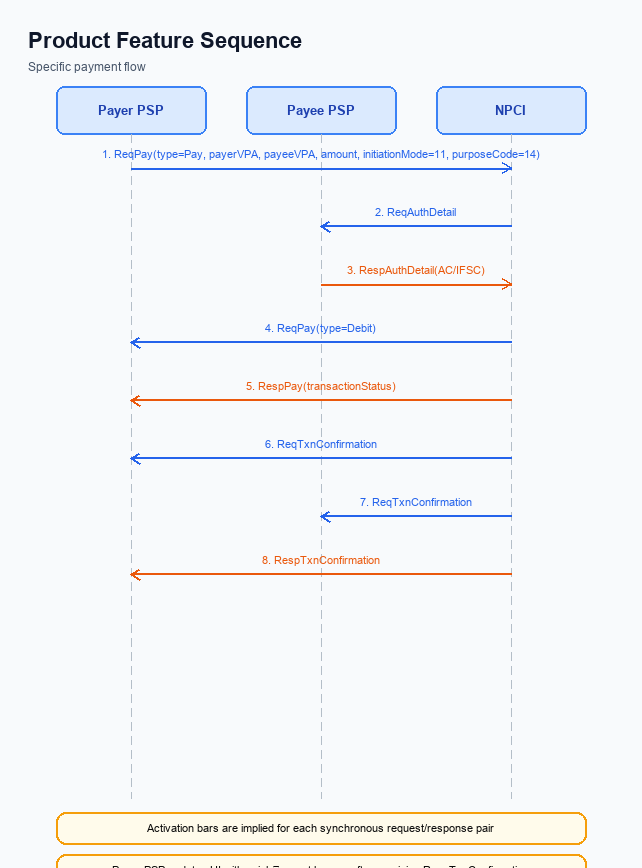 Product Feature Sequence
Specific payment flow
Payer PSP
Payee PSP
NPCI
1. ReqPay(type=Pay, payerVPA, payeeVPA, amount, initiationMode=11, purposeCode=14)
2. ReqAuthDetail
3. RespAuthDetail(AC/IFSC)
4. ReqPay(type=Debit)
5. RespPay(transactionStatus)
6. ReqTxnConfirmation
7. ReqTxnConfirmation
8. RespTxnConfirmation
Activation bars are implied for each synchronous request/response pair